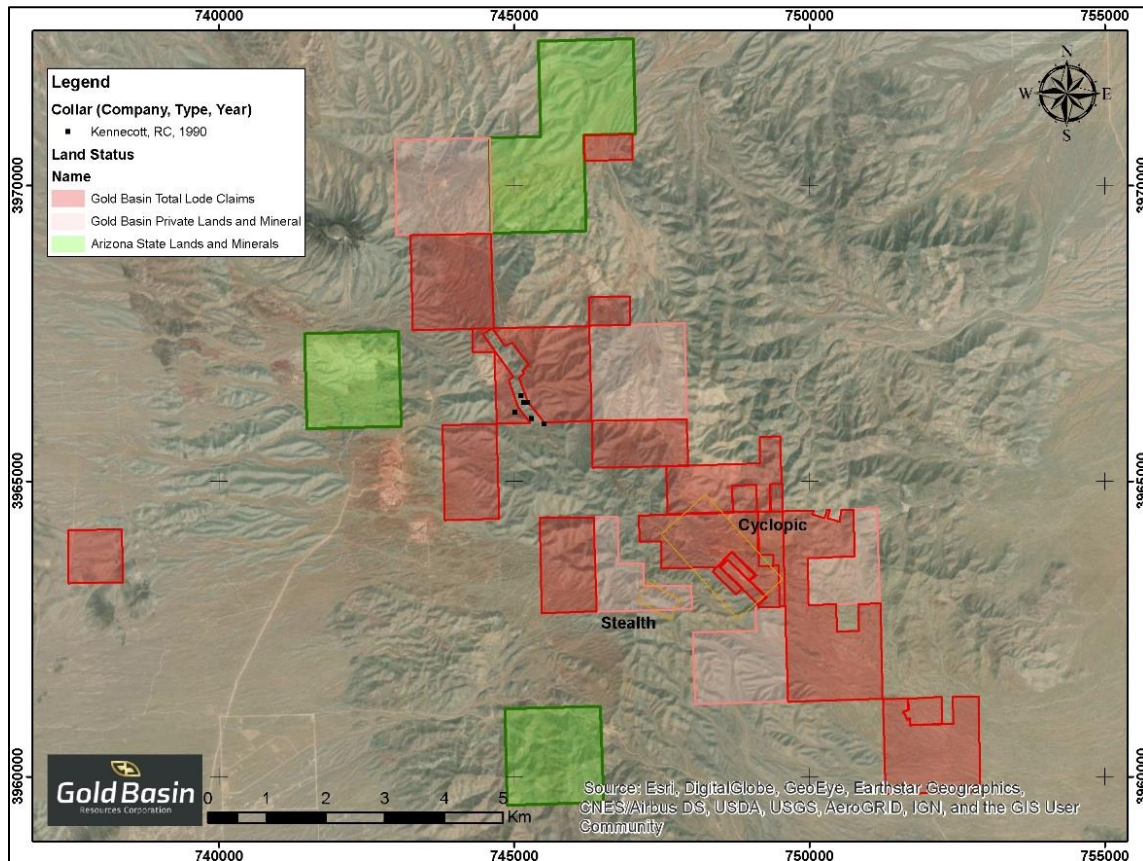 740000 745000 750000 755000
Legend
Collar (Company, Type, Year)
Kennecott, RC, 1990
Land Status
Name
Gold Basin Total Lode Claims
Gold Basin Private Lands and Mineral
Arizona State Lands and Minerals
N
W E
S
3970000 3970000
3965000 3965000
Cyclopic
Stealth
3960000 3960000
Gold Basin
Resources Corporation
0 1 2 3 4 5
Km
Source: Esri, DigitalGlobe, GeoEye, Earthstar Geographics,
CNES/Airbus DS, USDA, USGS, AeroGRID, IGN, and the GIS User
Community
740000 745000 750000 755000